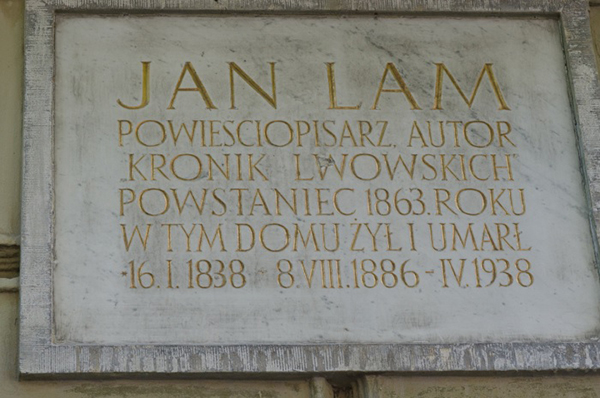 JAN LAM
POWIEŚCIOPISARZ. AUTOR
KRONIK LWOWSKICH
POWSTANIEC 1863.ROKU
W TYM DOMU ŻYŁ I UMARŁ
·16.I.1838 8.VIII.1886-IV.1938